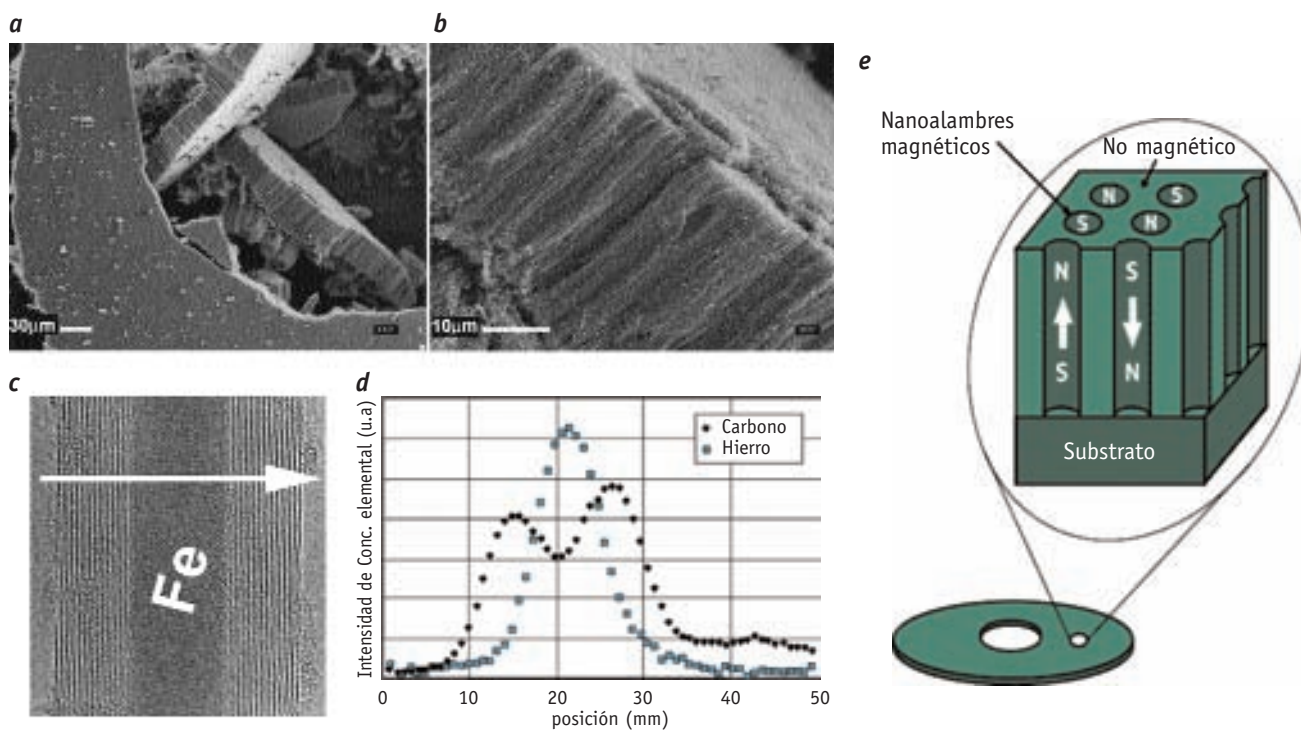 a
b
30μm
10μm
c
Fe
d
Intensidad de Conc. elemental (u.a)
Carbono
Hierro
0
10
20
30
40
50
posición (mm)
e
Nanoalambres
magnéticos
No magnético
N
S
S
N
N
S
S
N
Substrato